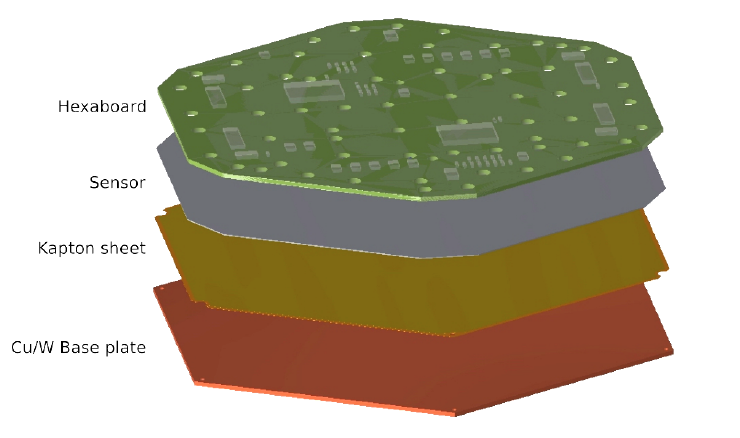 Hexaboard
Sensor
Kapton sheet
Cu/W Base plate